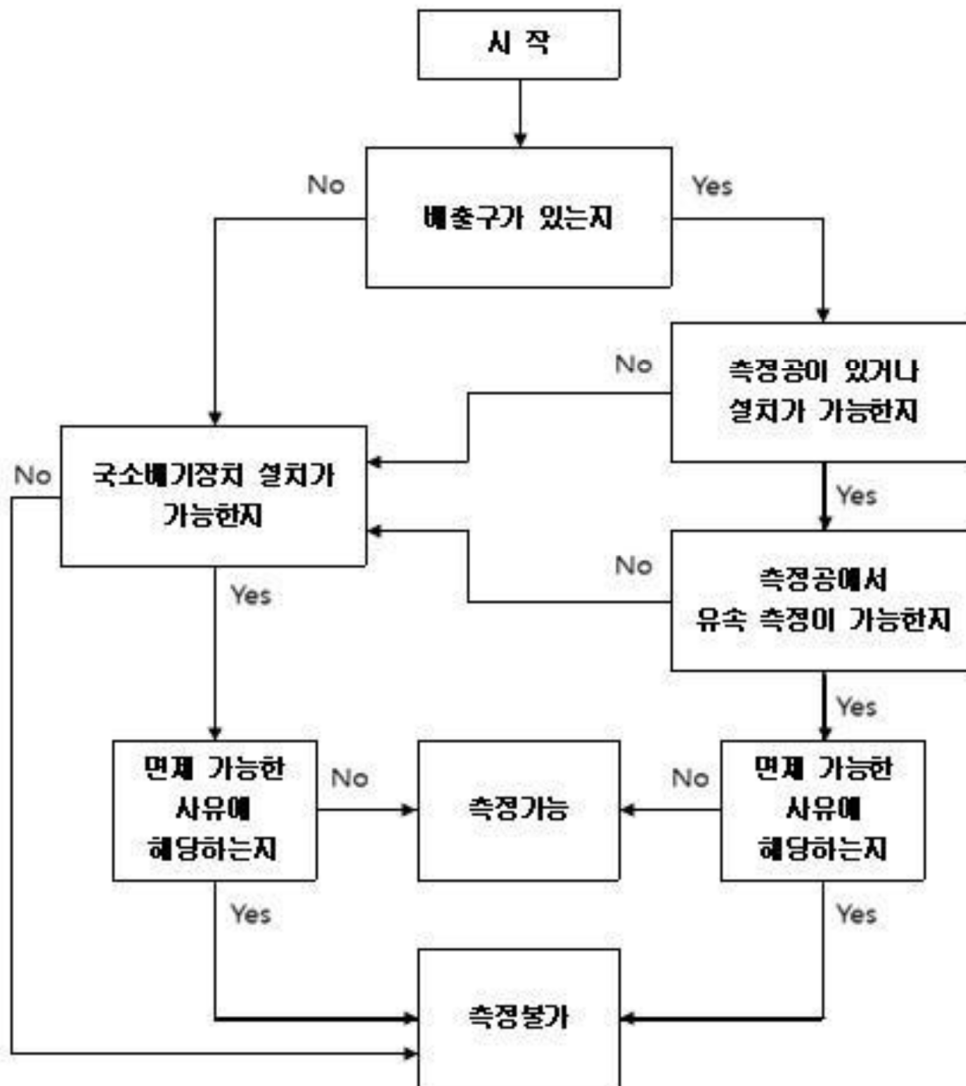 시 작
No
Yes
배출구가 있는지
No
측정공이 있거나
설치가 가능한지
No
국소배기장치 설치가
가능한지
Yes
No
측정공에서
유속 측정이 가능한지
Yes
Yes
면제 가능한
사유에
해당하는지
No
측정가능
No
면제 가능한
사유에
해당하는지
Yes
Yes
측정불가